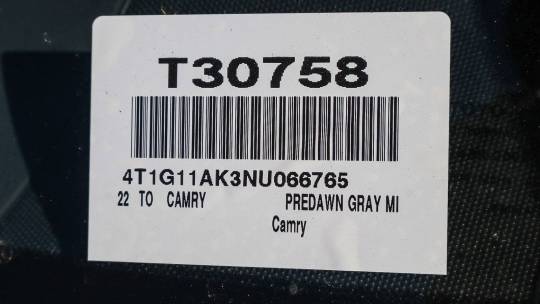 T30758
4T1G11AK3NU066765
22 TO CAMRY PREDAWN GRAY MI
Camry